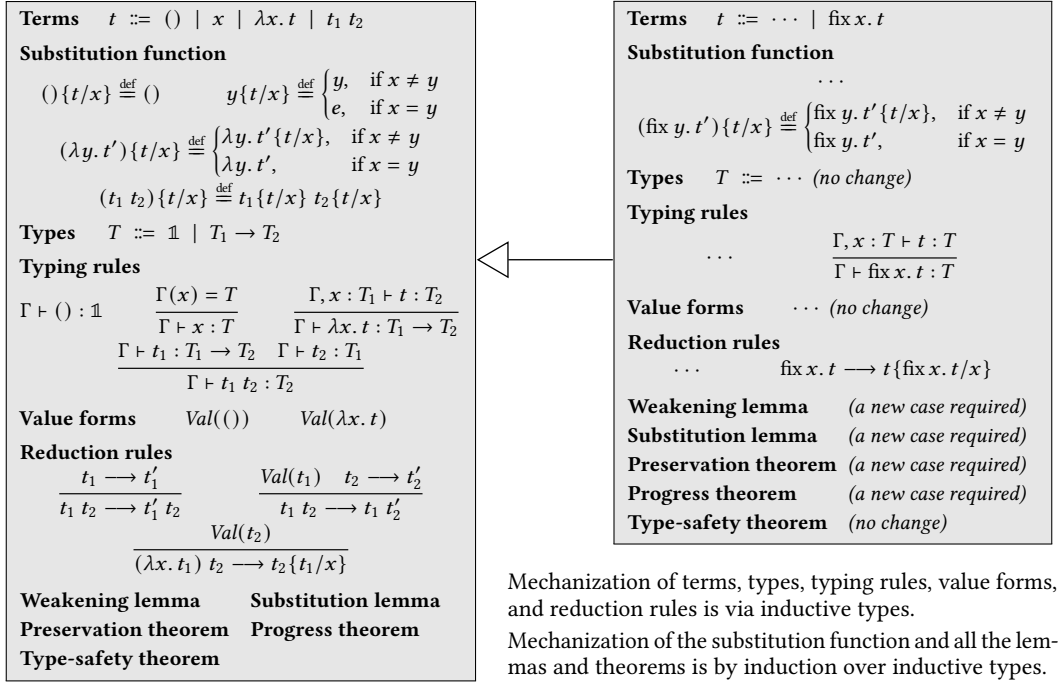 Terms t ::= () | x | λx. t | t₁ t₂
Substitution function
(){t/x} ≝ () y{t/x} ≝ { y, if x ≠ y
e, if x = y
(λy. t′){t/x} ≝ { λy. t′{t/x}, if x ≠ y
λy. t′, if x = y
(t₁ t₂){t/x} ≝ t₁{t/x} t₂{t/x}
Types T ::= 𝟙 | T₁ → T₂
Typing rules
Γ ⊢ () : 𝟙
Γ(x) = T
Γ ⊢ x : T
Γ, x : T₁ ⊢ t : T₂
Γ ⊢ λx. t : T₁ → T₂
Γ ⊢ t₁ : T₁ → T₂ Γ ⊢ t₂ : T₁
Γ ⊢ t₁ t₂ : T₂
Value forms Val(()) Val(λx. t)
Reduction rules
t₁ ⟶ t₁′
t₁ t₂ ⟶ t₁′ t₂
Val(t₁) t₂ ⟶ t₂′
t₁ t₂ ⟶ t₁ t₂′
Val(t₂)
(λx. t₁) t₂ ⟶ t₂{t₁/x}
Weakening lemma Substitution lemma
Preservation theorem Progress theorem
Type-safety theorem
Terms t ::= ··· | fix x. t
Substitution function
···
(fix y. t′){t/x} ≝ { fix y. t′{t/x}, if x ≠ y
fix y. t′, if x = y
Types T ::= ··· (no change)
Typing rules
···
Γ, x : T ⊢ t : T
Γ ⊢ fix x. t : T
Value forms ··· (no change)
Reduction rules
··· fix x. t ⟶ t{fix x. t/x}
Weakening lemma (a new case required)
Substitution lemma (a new case required)
Preservation theorem (a new case required)
Progress theorem (a new case required)
Type-safety theorem (no change)
Mechanization of terms, types, typing rules, value forms,
and reduction rules is via inductive types.
Mechanization of the substitution function and all the lem-
mas and theorems is by induction over inductive types.